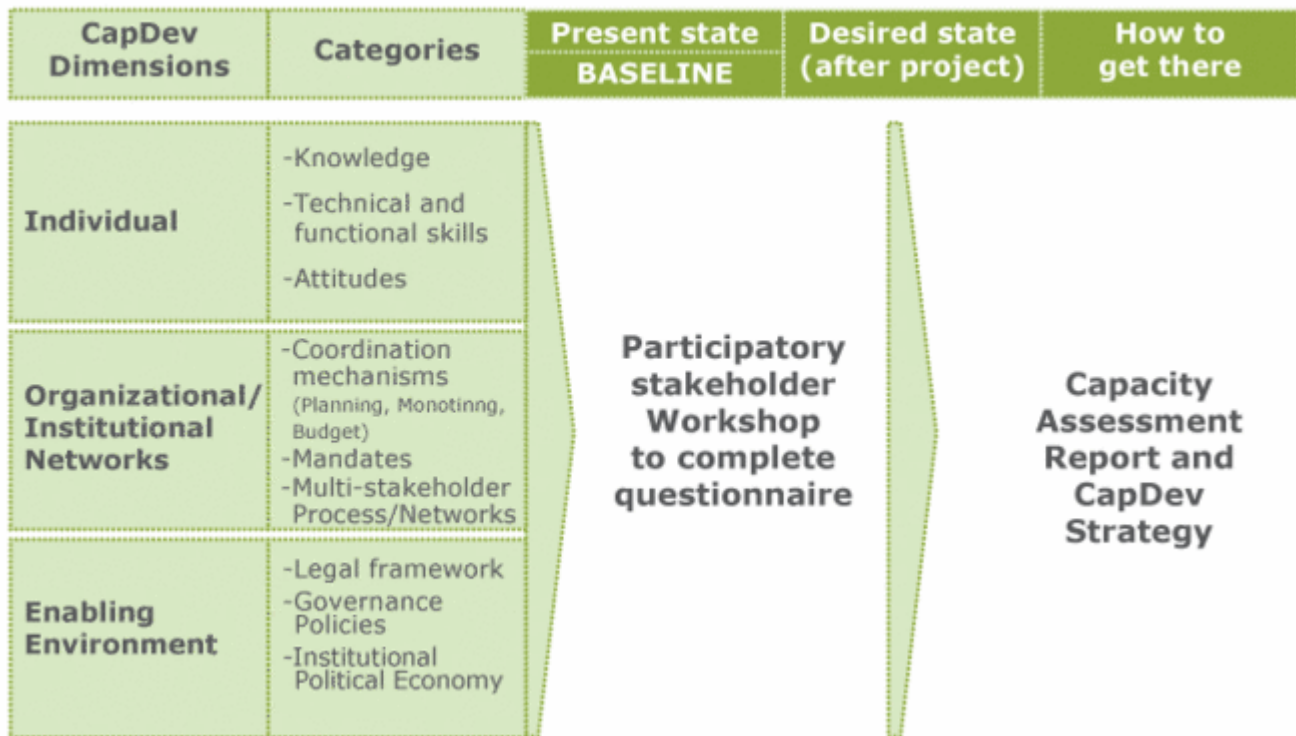 CapDev
Dimensions
Categories
Present state
BASELINE
Desired state
(after project)
How to
get there
Individual
-Knowledge
-Technical and
functional skills
-Attitudes
Organizational/
Institutional
Networks
-Coordination
mechanisms
(Planning, Monotinng,
Budget)
-Mandates
-Multi-stakeholder
Process/Networks
Enabling
Environment
-Legal framework
-Governance
Policies
-Institutional
Political Economy
Participatory
stakeholder
Workshop
to complete
questionnaire
Capacity
Assessment
Report and
CapDev
Strategy